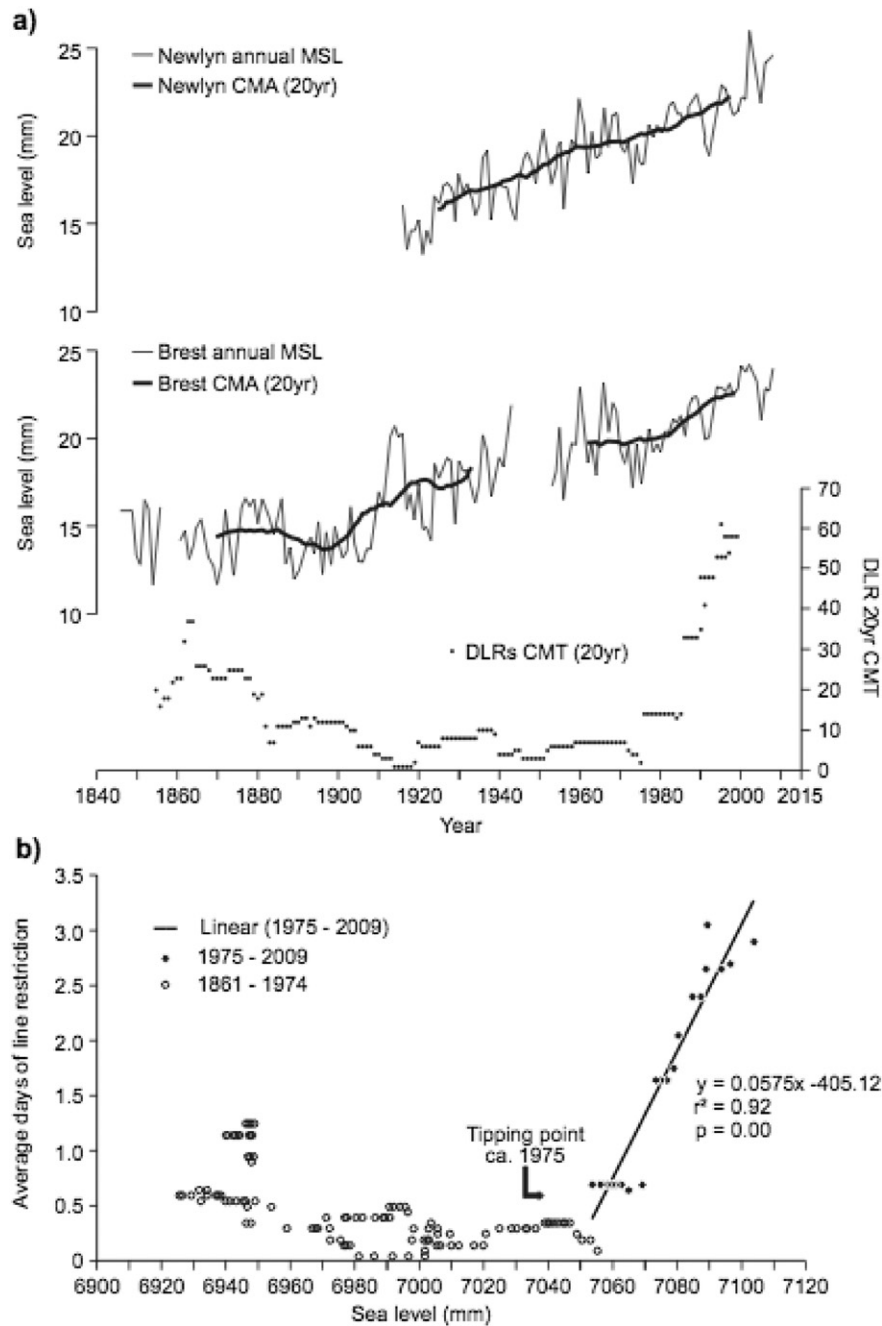 a)
Newlyn annual MSL
Newlyn CMA (20yr)
25
20
15
10
Sea level (mm)
Brest annual MSL
Brest CMA (20yr)
25
20
15
10
Sea level (mm)
70
60
50
40
30
20
10
0
DLR 20yr CMT
DLRs CMT (20yr)
1840 1860 1880 1900 1920 1940 1960 1980 2000 2015
Year
b)
3.5
3.0
2.5
2.0
1.5
1.0
0.5
0
Average days of line restriction
Linear (1975 - 2009)
1975 - 2009
1861 - 1974
Tipping point
ca. 1975
y = 0.0575x -405.12
r² = 0.92
p = 0.00
6900 6920 6940 6960 6980 7000 7020 7040 7060 7080 7100 7120
Sea level (mm)